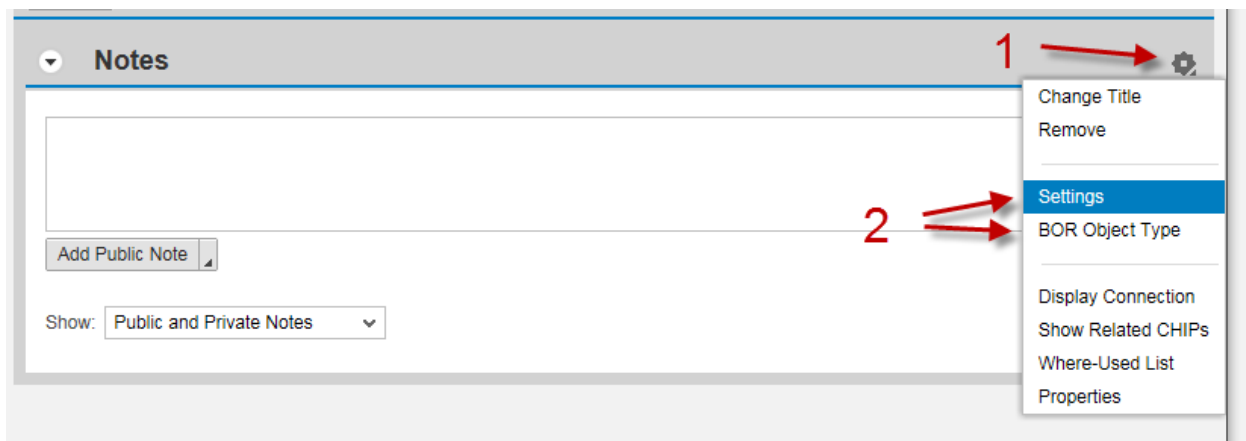 Notes
1
Change Title
Remove
Settings
2
BOR Object Type
Add Public Note
Display Connection
Show: Public and Private Notes
Show Related CHIPs
Where-Used List
Properties